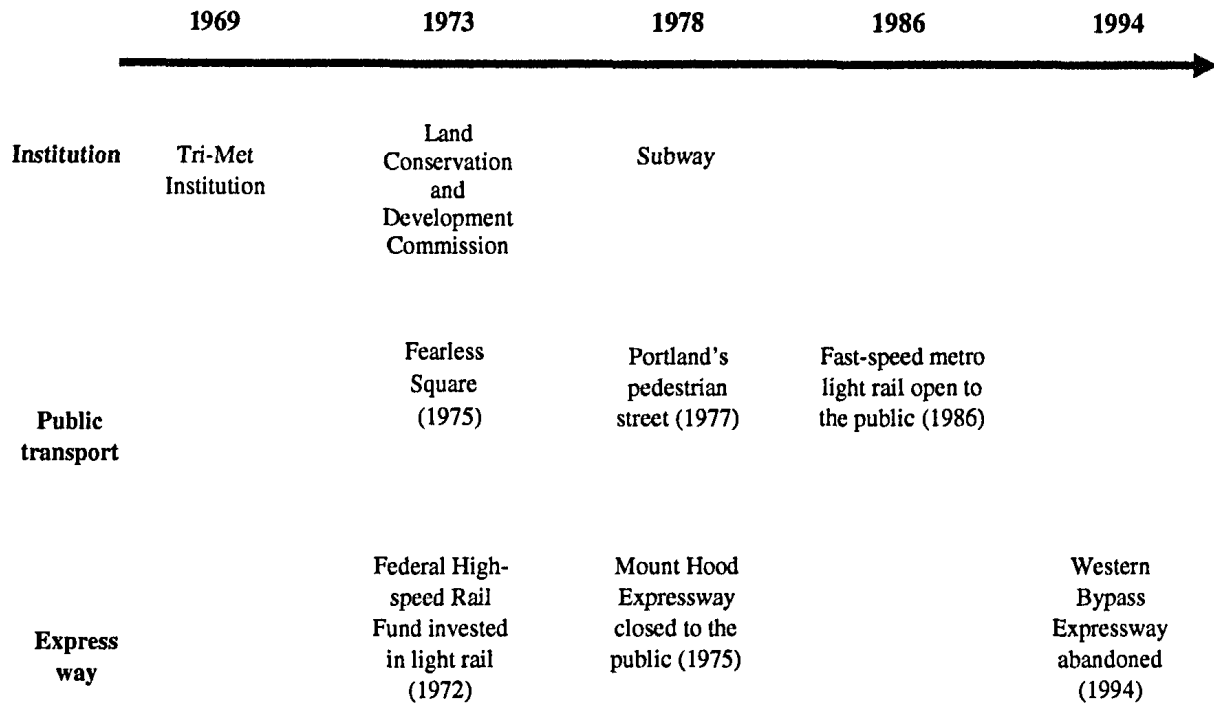 1969 1973 1978 1986 1994
Institution
Tri-Met
Institution
Land
Conservation
and
Development
Commission
Subway
Public
transport
Fearless
Square
(1975)
Portland's
pedestrian
street (1977)
Fast-speed metro
light rail open to
the public (1986)
Express
way
Federal High-
speed Rail
Fund invested
in light rail
(1972)
Mount Hood
Expressway
closed to the
public (1975)
Western
Bypass
Expressway
abandoned
(1994)